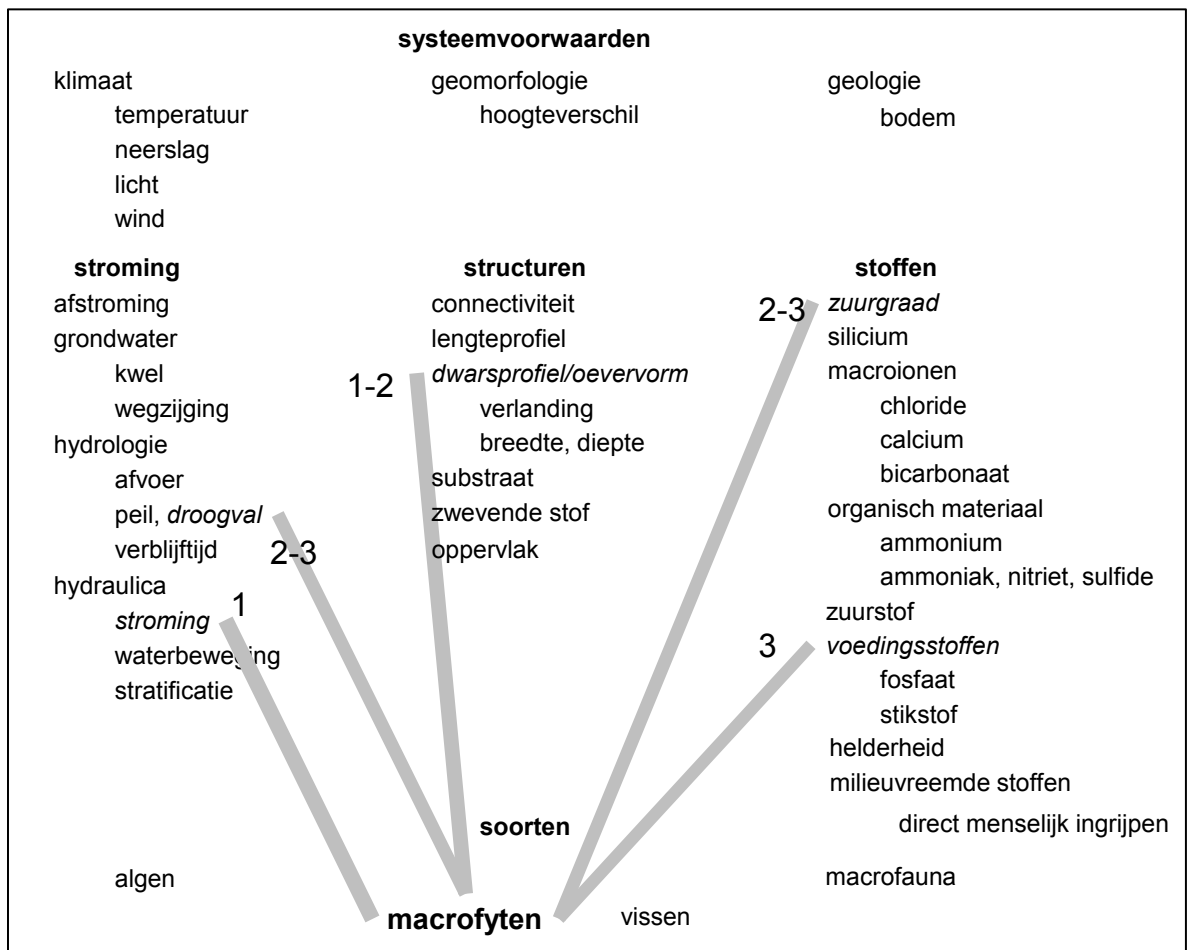 systeemvoorwaarden
klimaat
temperatuur
neerslag
licht
wind
geomorfologie
hoogteverschil
geologie
bodem
stroming
afstroming
grondwater
kwel
wegzijging
hydrologie
afvoer
peil, droogval
verblijftijd
2-3
hydraulica
1
stroming
waterbeweging
stratificatie
structuren
connectiviteit
lengteprofiel
1-2
dwarsprofiel/oevervorm
verlanding
breedte, diepte
substraat
zwevende stof
oppervlak
stoffen
2-3
zuurgraad
silicium
macroionen
chloride
calcium
bicarbonaat
organisch materiaal
ammonium
ammoniak, nitriet, sulfide
zuurstof
3
voedingsstoffen
fosfaat
stikstof
helderheid
milieuvreemde stoffen
direct menselijk ingrijpen
soorten
algen
macrofyten
vissen
macrofauna